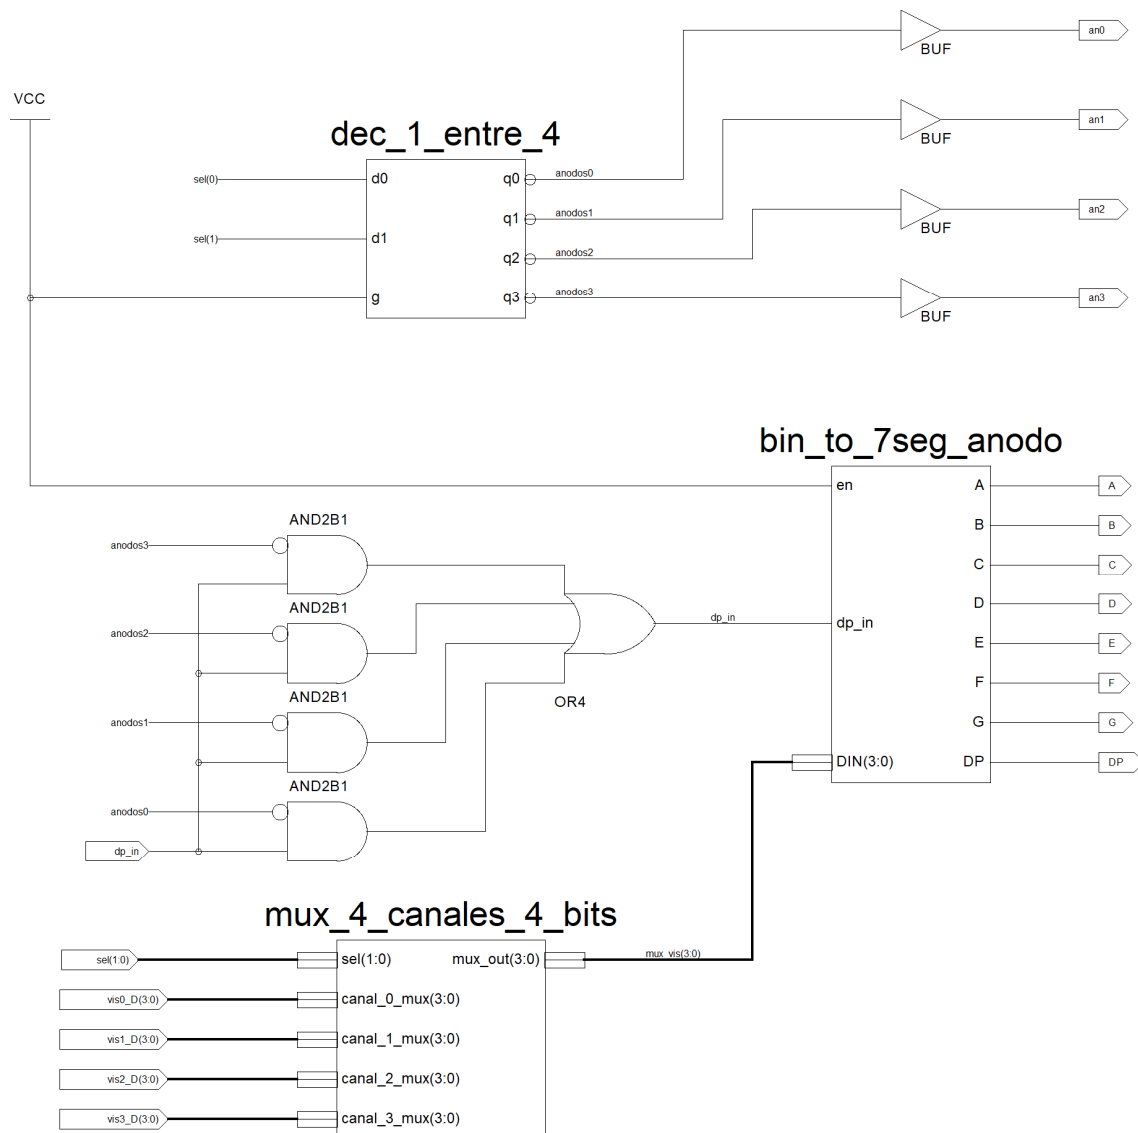 BUF
an0
VCC
BUF
an1
dec_1_entre_4
sel(0)
d0
q0
anodos0
q1
anodos1
BUF
an2
sel(1)
d1
q2
anodos2
g
q3
anodos3
BUF
an3
bin_to_7seg_anodo
en
A
A
AND2B1
B
B
anodos3
C
C
AND2B1
D
D
dp_in
dp_in
anodos2
E
E
AND2B1
F
F
OR4
anodos1
G
G
DIN(3:0)
DP
DP
AND2B1
anodos0
dp_in
mux_4_canales_4_bits
sel(1:0)
sel(1:0)
mux_out(3:0)
mux_vis(3:0)
vis0_D(3:0)
canal_0_mux(3:0)
vis1_D(3:0)
canal_1_mux(3:0)
vis2_D(3:0)
canal_2_mux(3:0)
vis3_D(3:0)
canal_3_mux(3:0)